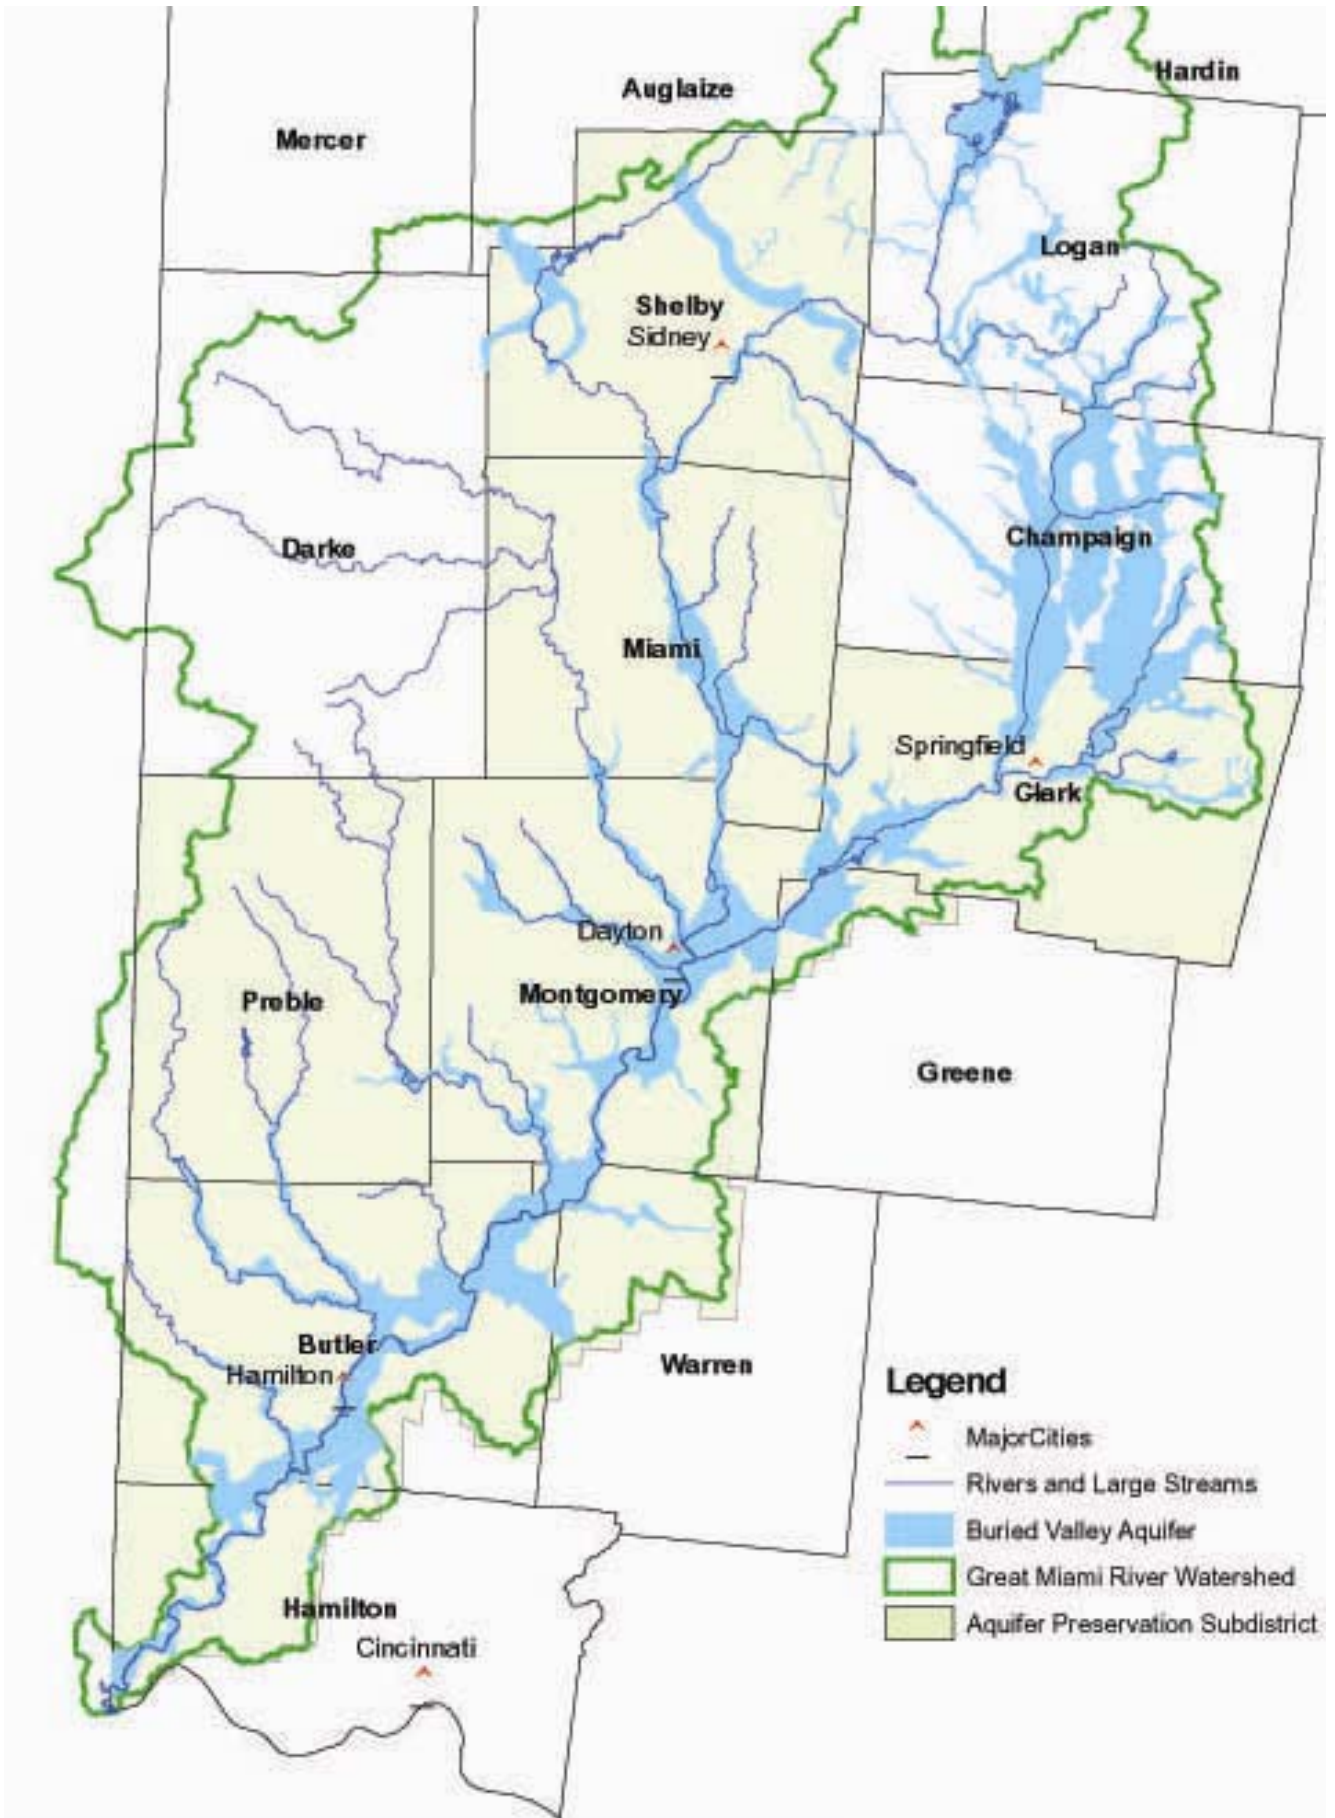 Hardin
Auglaize
Mercer
Logan
Shelby
Sidney
Champaign
Darke
Miami
Springfield
Clark
Dayton
Montgomery
Preble
Greene
Butler
Hamilton
Warren
Legend
MajorCities
Rivers and Large Streams
Buried Valley Aquifer
Great Miami River Watershed
Aquifer Preservation Subdistrict
Hamilton
Cincinnati